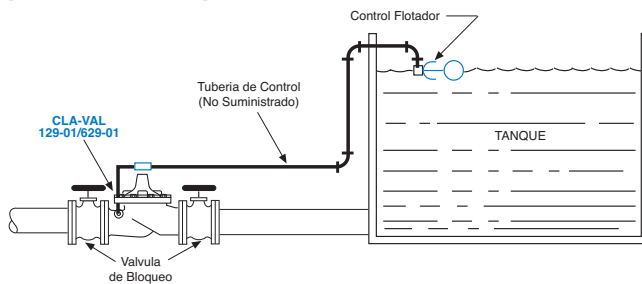 Control Flotador
Tuberia de Control
(No Suministrado)
CLA-VAL
129-01/629-01
TANQUE
Valvula
de Bloqueo